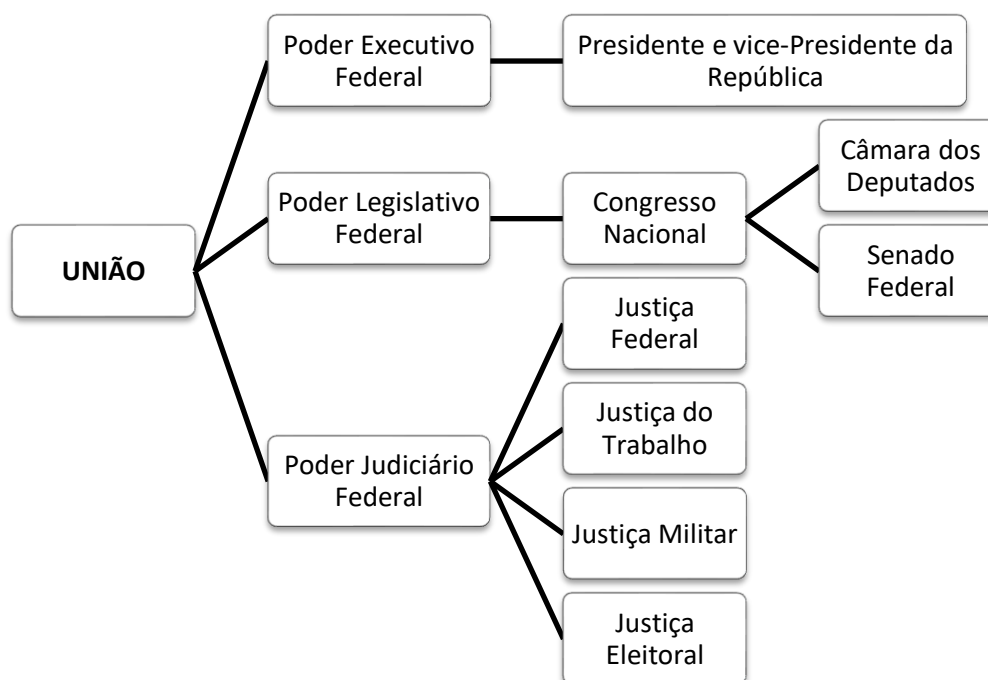 UNIÃO
Poder Executivo
Federal
Presidente e vice-Presidente da
República
Poder Legislativo
Federal
Congresso
Nacional
Câmara dos
Deputados
Senado
Federal
Poder Judiciário
Federal
Justiça
Federal
Justiça do
Trabalho
Justiça Militar
Justiça
Eleitoral